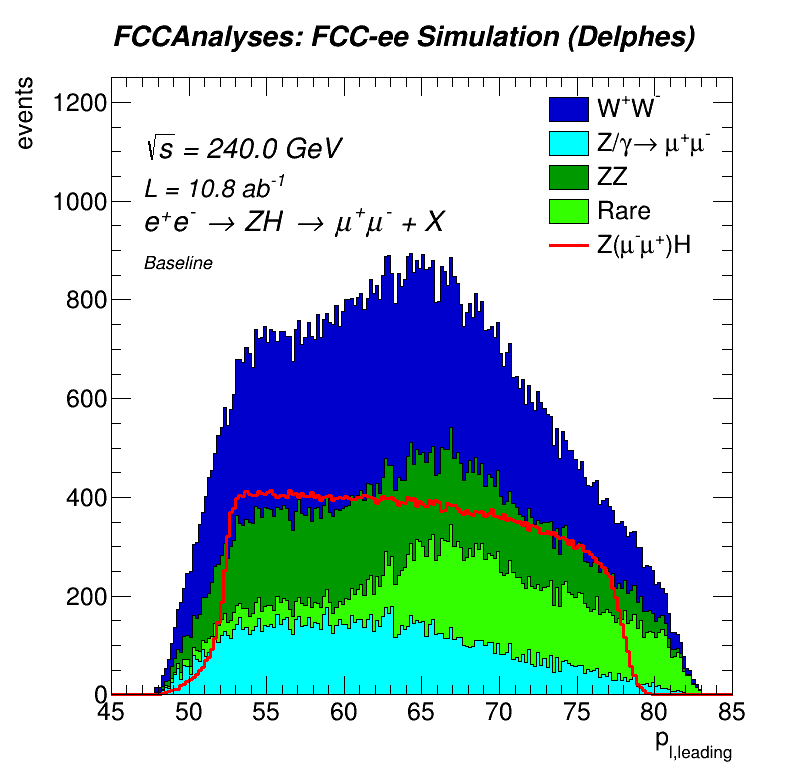 FCCAnalyses: FCC-ee Simulation (Delphes)
events
1200
1000
800
600
400
200
0
√s = 240.0 GeV
L = 10.8 ab⁻¹
e⁺e⁻ → ZH → μ⁺μ⁻ + X
Baseline
W⁺W⁻
Z/γ→ μ⁺μ⁻
ZZ
Rare
Z(μ⁻μ⁺)H
45 50 55 60 65 70 75 80 85
p_l,leading